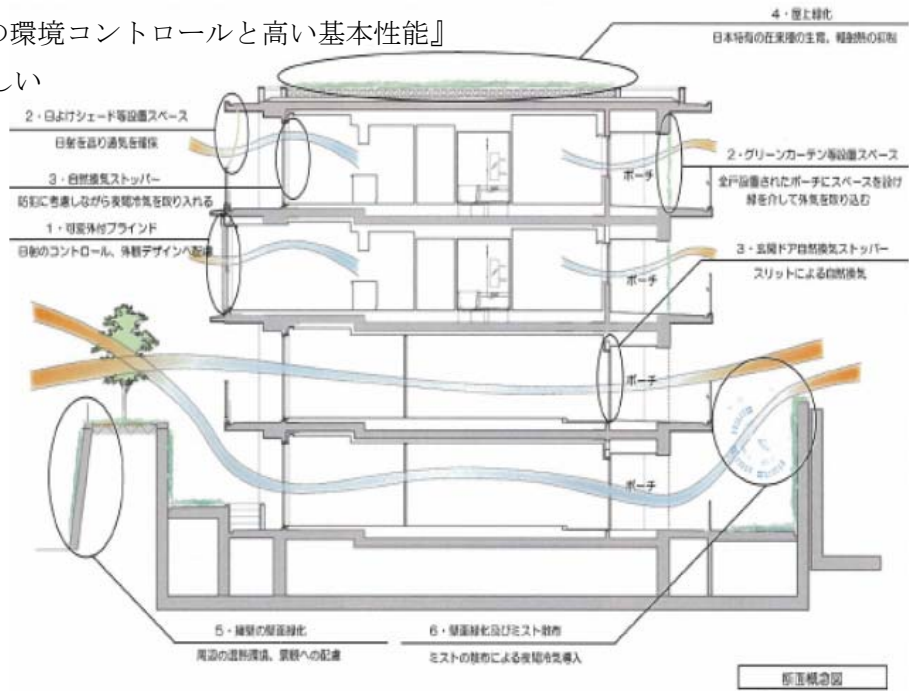 の環境コントロールと高い基本性能』
しい
4・屋上緑化
日本特有の在来種の生育、輻射熱の抑制
2・日よけシェード等設置スペース
日射を遮り通気を確保
3・自然換気ストッパー
防犯に考慮しながら夜間冷気を取り入れる
1・可変外付ブラインド
日射のコントロール、外観デザインへ配慮
2・グリーンカーテン等設置スペース
全戸設置されたポーチにスペースを設け
緑を介して外気を取り込む
3・玄関ドア自然換気ストッパー
スリットによる自然換気
ポーチ
ポーチ
ポーチ
ポーチ
5・擁壁の壁面緑化
周辺の温熱環境、景観への配慮
6・壁面緑化及びミスト散布
ミストの散布による夜間冷気導入
断面概念図